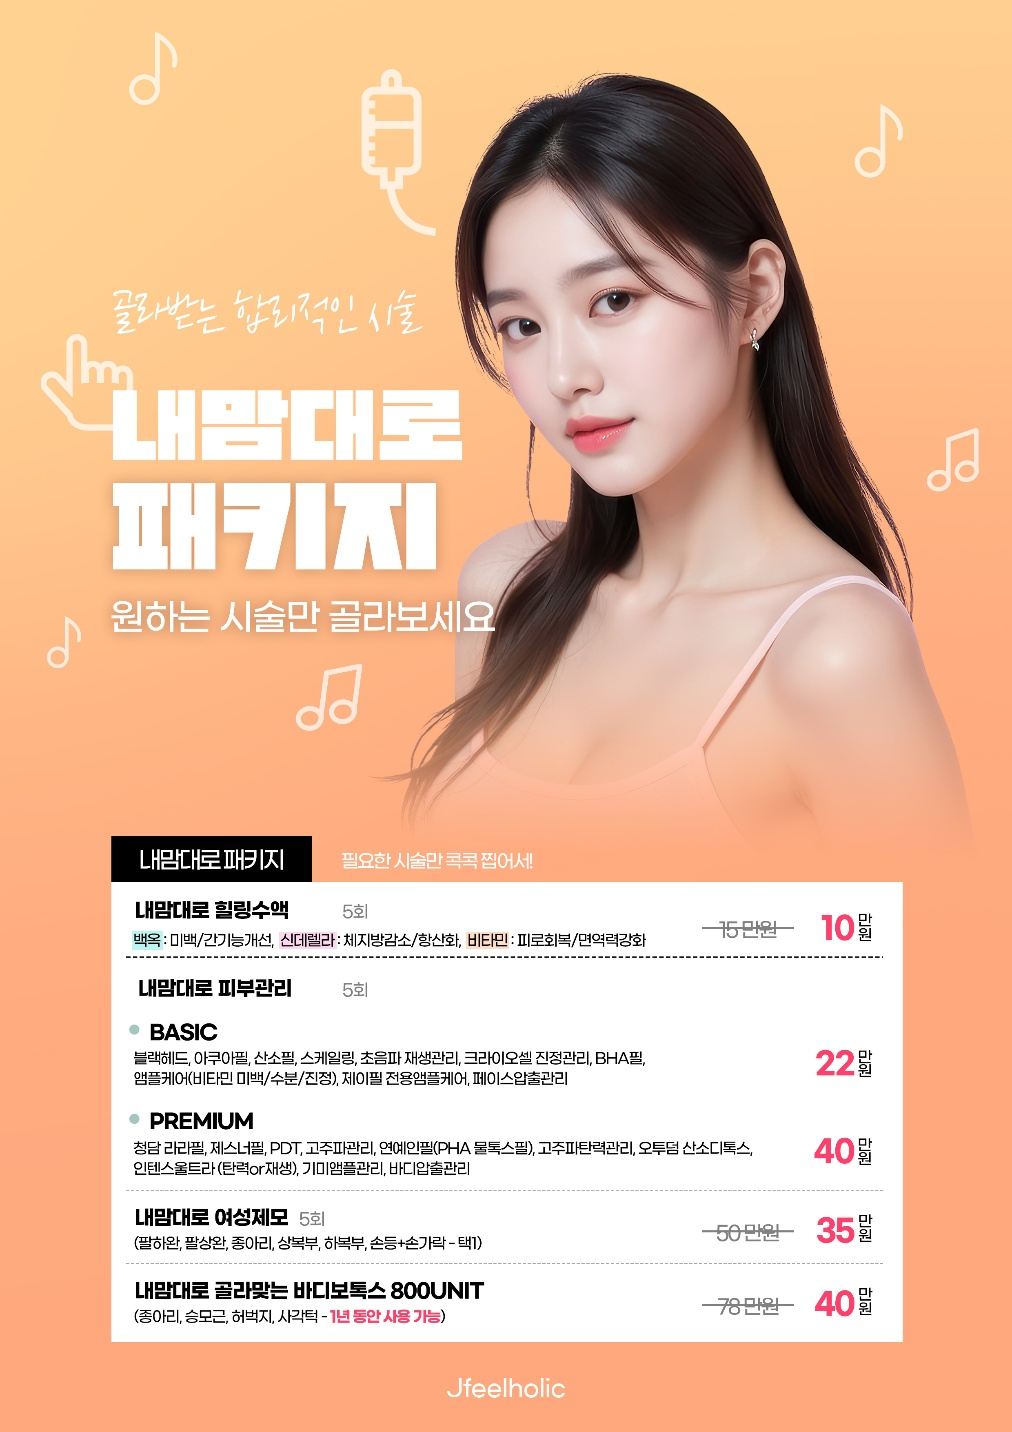 골라받는 합리적인 시술
내맘대로
패키지
원하는 시술만 골라보세요
내맘대로 패키지
필요한 시술만 콕콕 찝어서!
내맘대로 힐링수액 5회
백옥 : 미백/간기능개선, 신데렐라 : 체지방감소/항산화, 비타민 : 피로회복/면역력강화
15만원 10만원
내맘대로 피부관리 5회
BASIC
블랙헤드, 아쿠아필, 산소필, 스케일링, 초음파 재생관리, 크라이오셀 진정관리, BHA필,
앰플케어(비타민 미백/수분/진정), 제이필 전용앰플케어, 페이스압출관리
22만원
PREMIUM
청담 라라필, 제스너필, PDT, 고주파관리, 연예인필(PHA 물톡스필), 고주파탄력관리, 오투덤 산소디톡스,
인텐스울트라 (탄력or재생), 기미앰플관리, 바디압출관리
40만원
내맘대로 여성제모 5회
(팔하완, 팔상완, 종아리, 상복부, 하복부, 손등+손가락 - 택1)
50만원 35만원
내맘대로 골라맞는 바디보톡스 800UNIT
(종아리, 승모근, 허벅지, 사각턱 - 1년 동안 사용 가능)
78만원 40만원
Jfeelholic